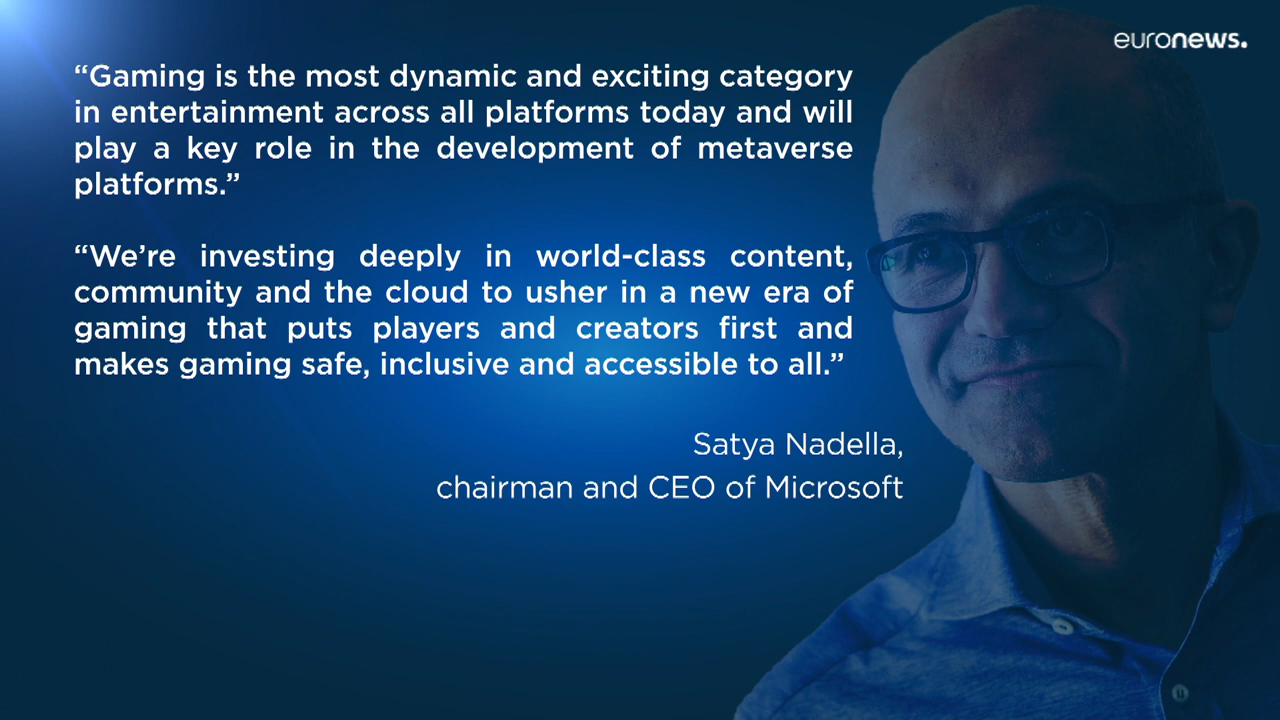 euronews.
“Gaming is the most dynamic and exciting category
in entertainment across all platforms today and will
play a key role in the development of metaverse
platforms.”
“We’re investing deeply in world-class content,
community and the cloud to usher in a new era of
gaming that puts players and creators first and
makes gaming safe, inclusive and accessible to all.”
Satya Nadella,
chairman and CEO of Microsoft